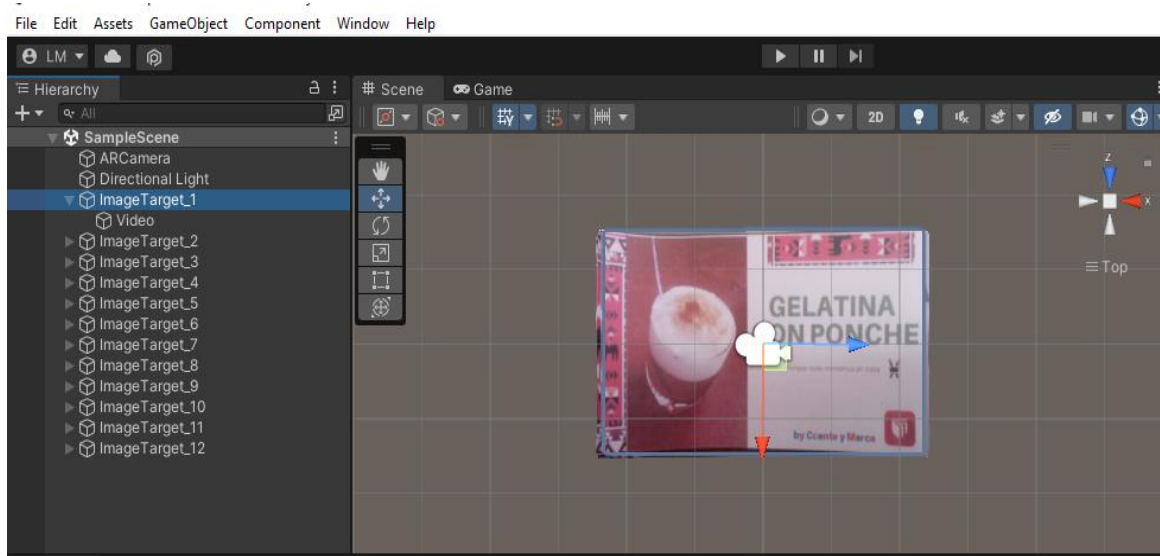 File Edit Assets GameObject Component Window Help
LM
Hierarchy
All
SampleScene
ARCamera
Directional Light
ImageTarget_1
Video
ImageTarget_2
ImageTarget_3
ImageTarget_4
ImageTarget_5
ImageTarget_6
ImageTarget_7
ImageTarget_8
ImageTarget_9
ImageTarget_10
ImageTarget_11
ImageTarget_12
# Scene Game
2D
z
x
Top
GELATINA
ON PONCHE
by Ccente y Marca